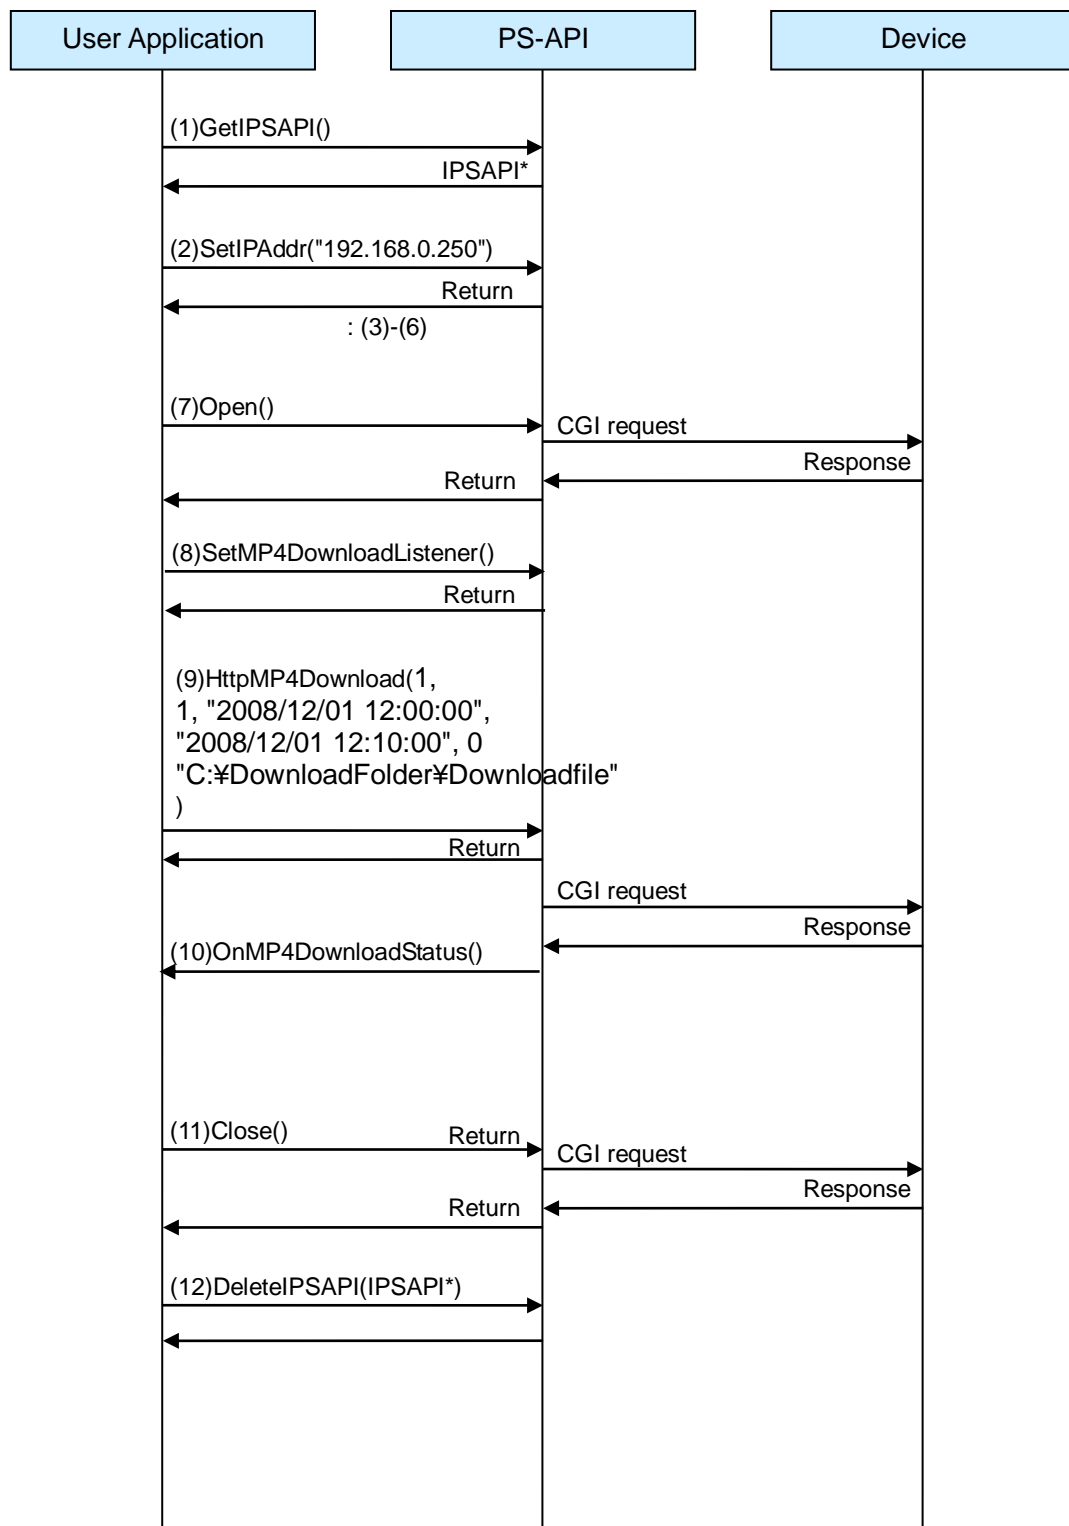 User Application
PS-API
Device
(1)GetIPSAPI()
IPSAPI*
(2)SetIPAddr("192.168.0.250")
Return
: (3)-(6)
(7)Open()
CGI request
Response
Return
(8)SetMP4DownloadListener()
Return
(9)HttpMP4Download(1,
1, "2008/12/01 12:00:00",
"2008/12/01 12:10:00", 0
"C:¥DownloadFolder¥Downloadfile"
)
Return
CGI request
Response
(10)OnMP4DownloadStatus()
(11)Close()
Return
CGI request
Response
Return
(12)DeleteIPSAPI(IPSAPI*)